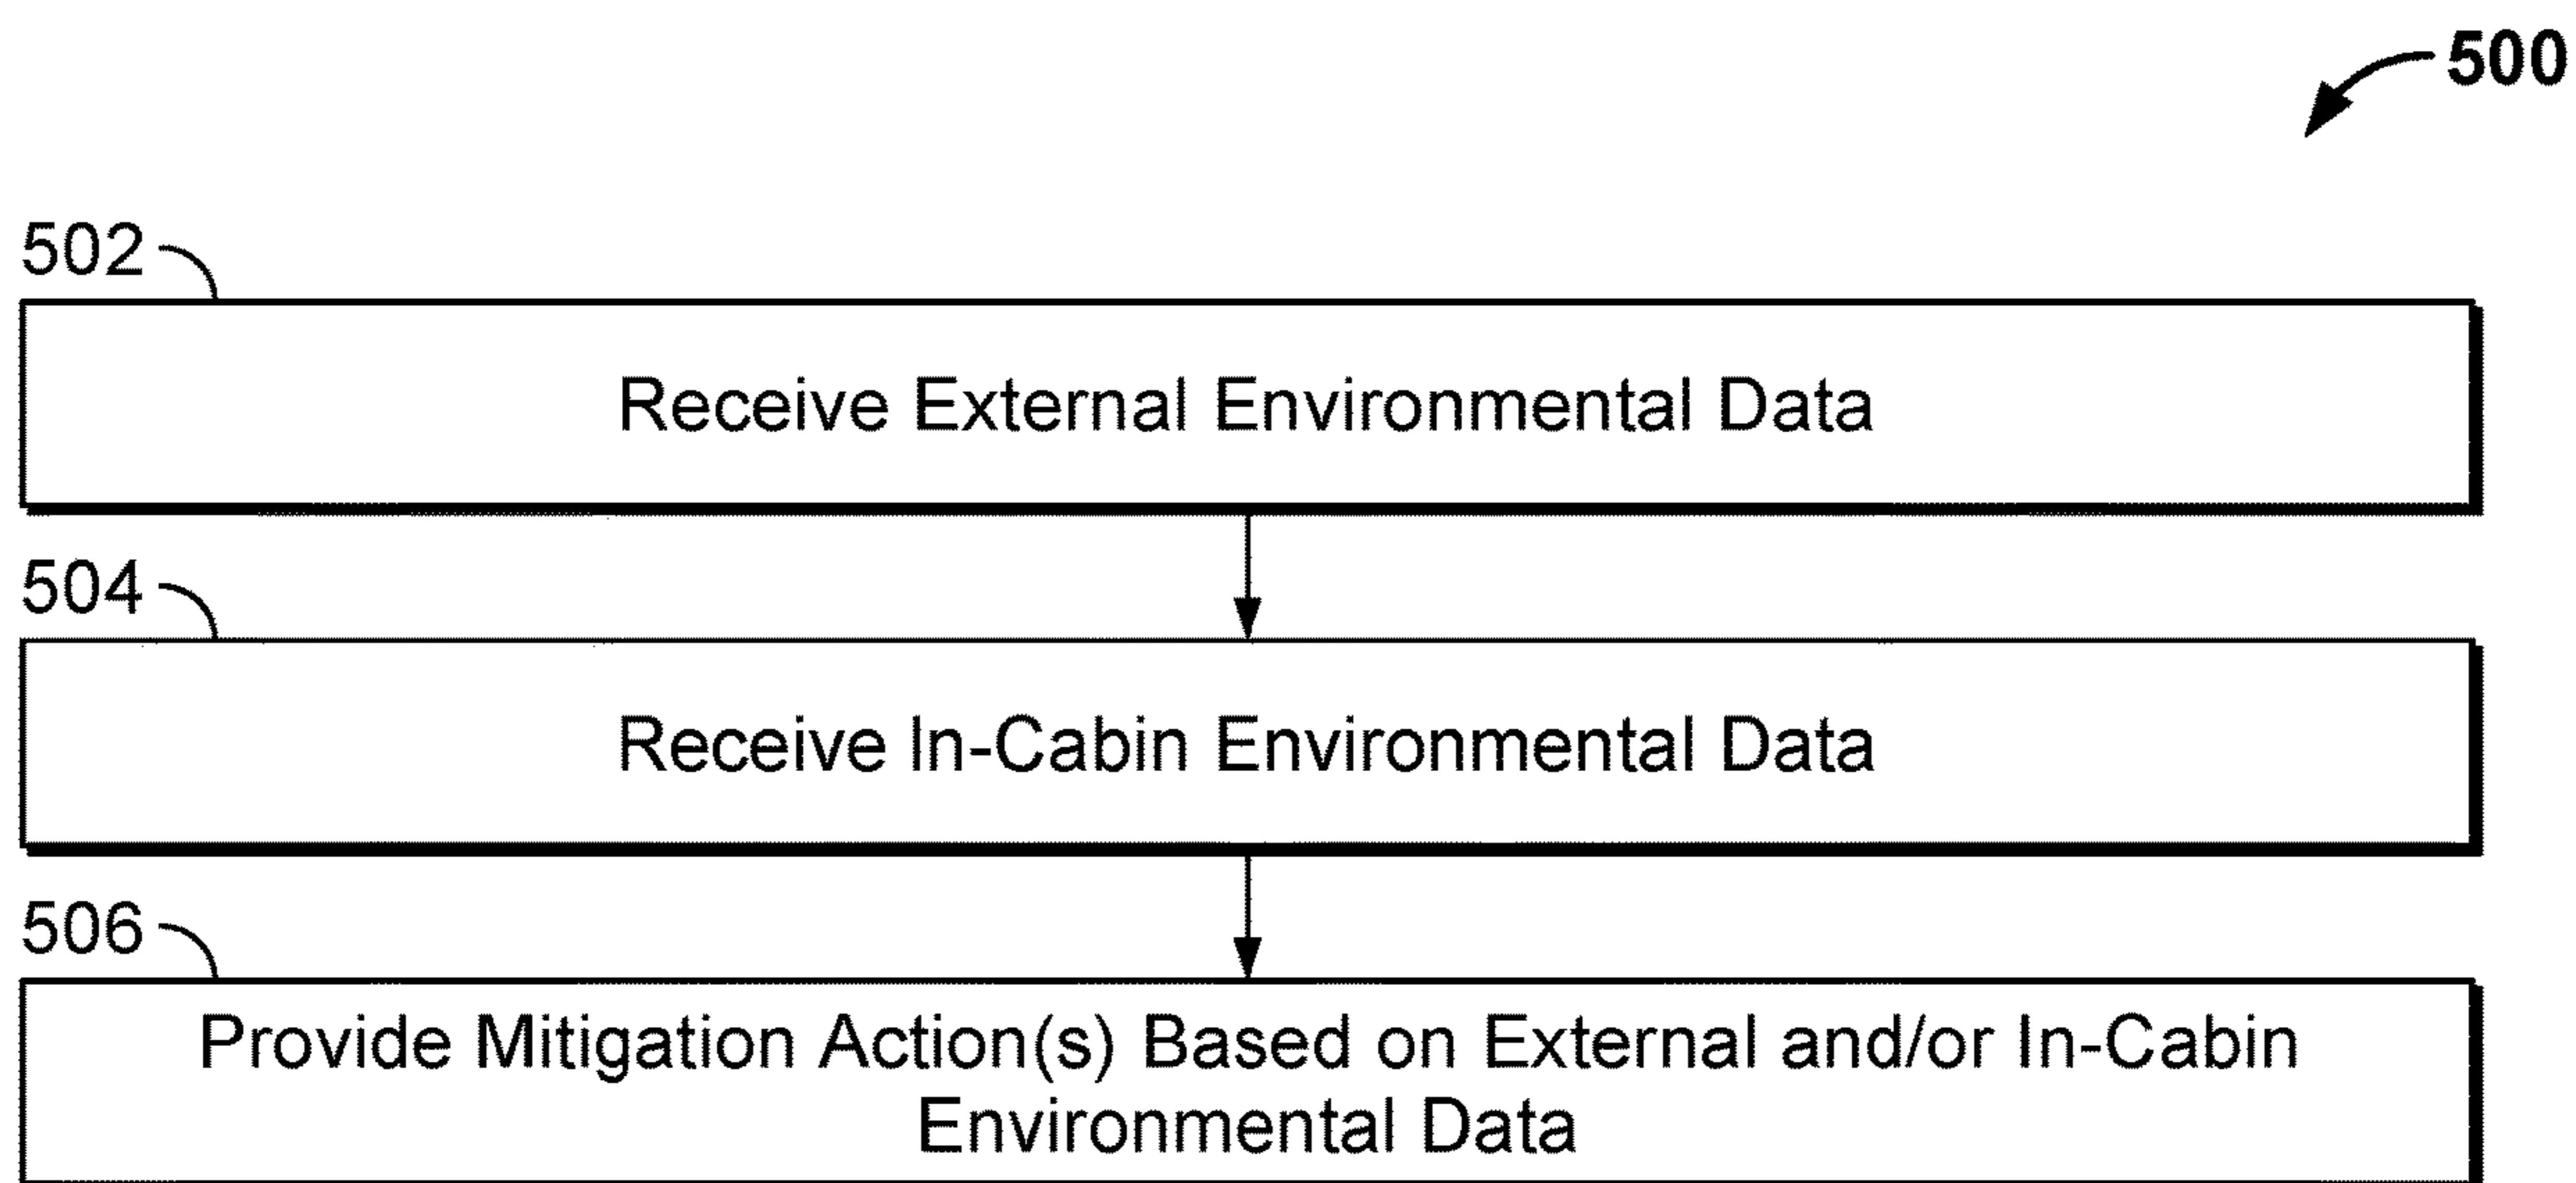 500
502
Receive External Environmental Data
504
Receive In-Cabin Environmental Data
506
Provide Mitigation Action(s) Based on External and/or In-Cabin
Environmental Data